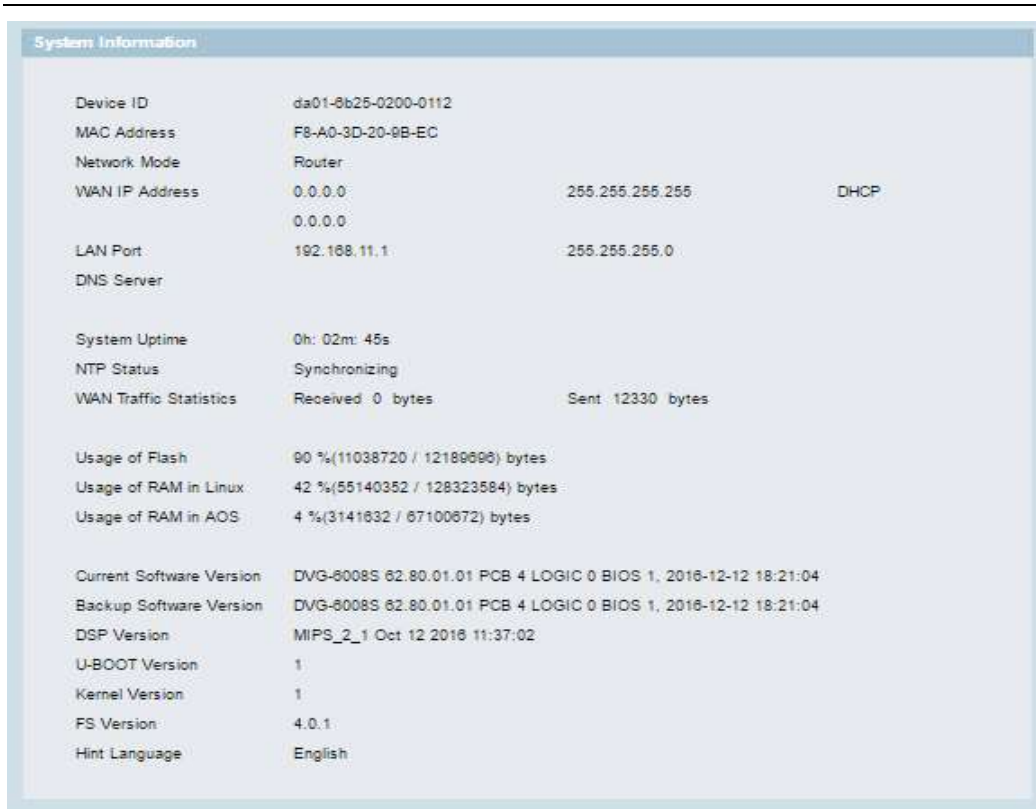 System Information
Device ID da01-6b25-0200-0112
MAC Address F8-A0-3D-20-9B-EC
Network Mode Router
WAN IP Address 0.0.0.0 255.255.255.255 DHCP
0.0.0.0
LAN Port 192.168.11.1 255.255.255.0
DNS Server
System Uptime 0h: 02m: 45s
NTP Status Synchronizing
WAN Traffic Statistics Received 0 bytes Sent 12330 bytes
Usage of Flash 90 %(11038720 / 12189696) bytes
Usage of RAM in Linux 42 %(55140352 / 128323584) bytes
Usage of RAM in AOS 4 %(3141632 / 67100672) bytes
Current Software Version DVG-6008S 62.80.01.01 PCB 4 LOGIC 0 BIOS 1, 2016-12-12 18:21:04
Backup Software Version DVG-6008S 62.80.01.01 PCB 4 LOGIC 0 BIOS 1, 2016-12-12 18:21:04
DSP Version MIPS_2_1 Oct 12 2016 11:37:02
U-BOOT Version 1
Kernel Version 1
FS Version 4.0.1
Hint Language English